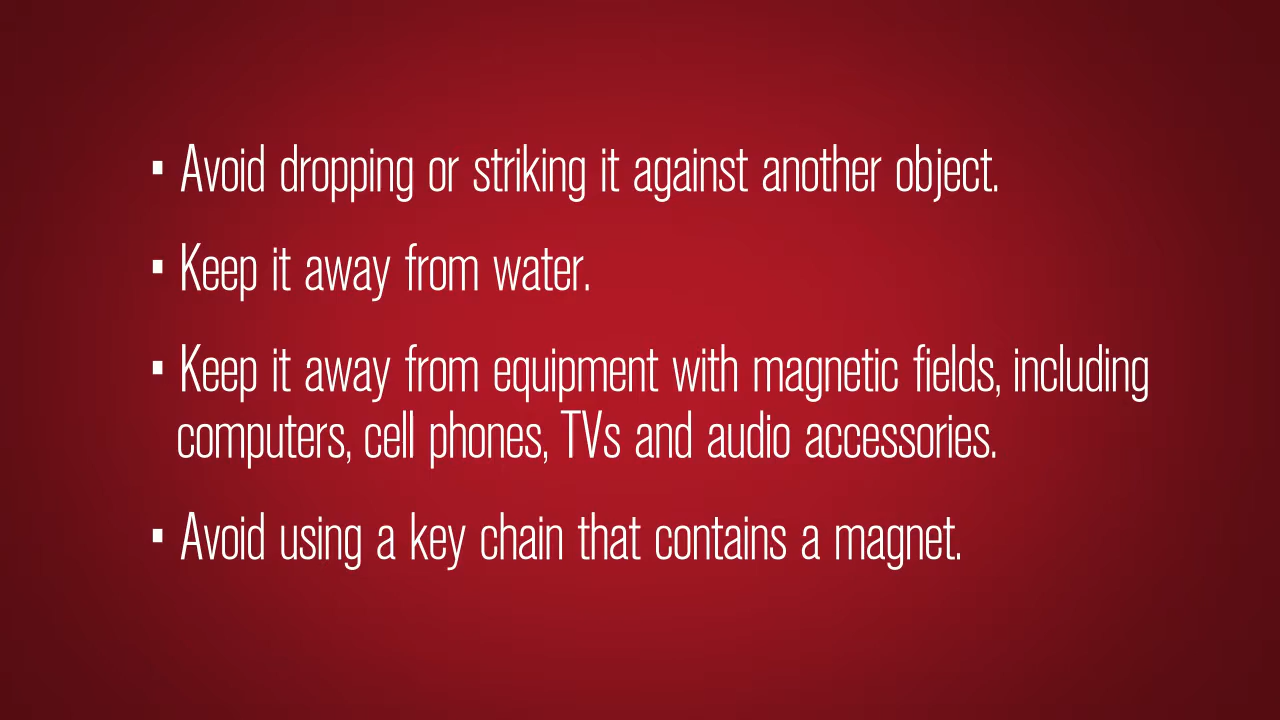 ▪ Avoid dropping or striking it against another object.
▪ Keep it away from water.
▪ Keep it away from equipment with magnetic fields, including
computers, cell phones, TVs and audio accessories.
▪ Avoid using a key chain that contains a magnet.